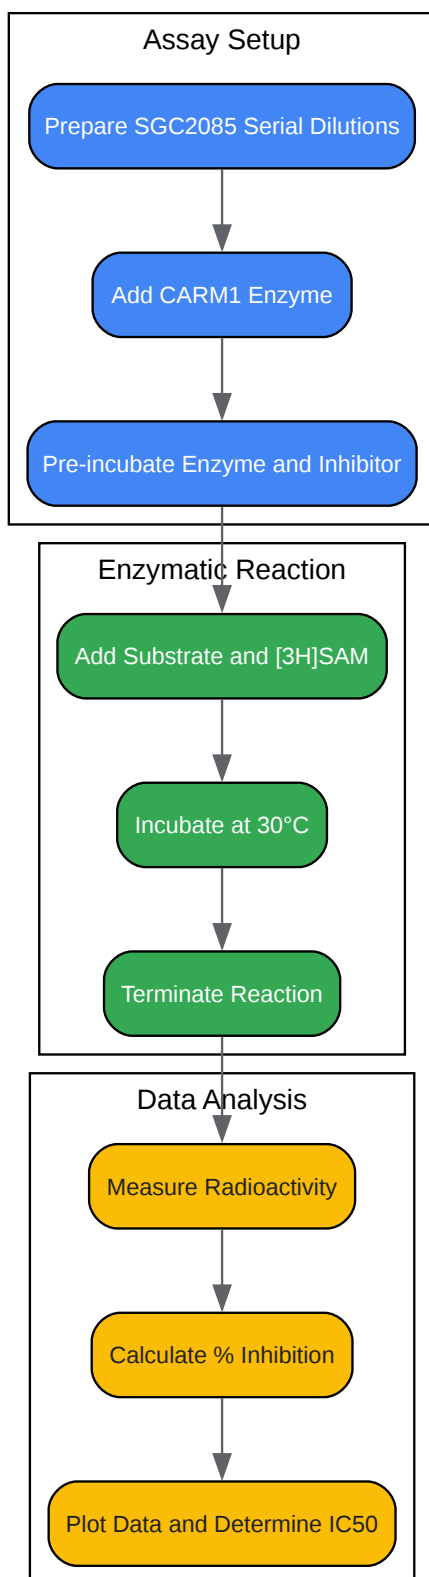 Assay Setup
Prepare SGC2085 Serial Dilutions
Add CARM1 Enzyme
Pre-incubate Enzyme and Inhibitor
Enzymatic Reaction
Add Substrate and [3H]SAM
Incubate at 30°C
Terminate Reaction
Data Analysis
Measure Radioactivity
Calculate % Inhibition
Plot Data and Determine IC50